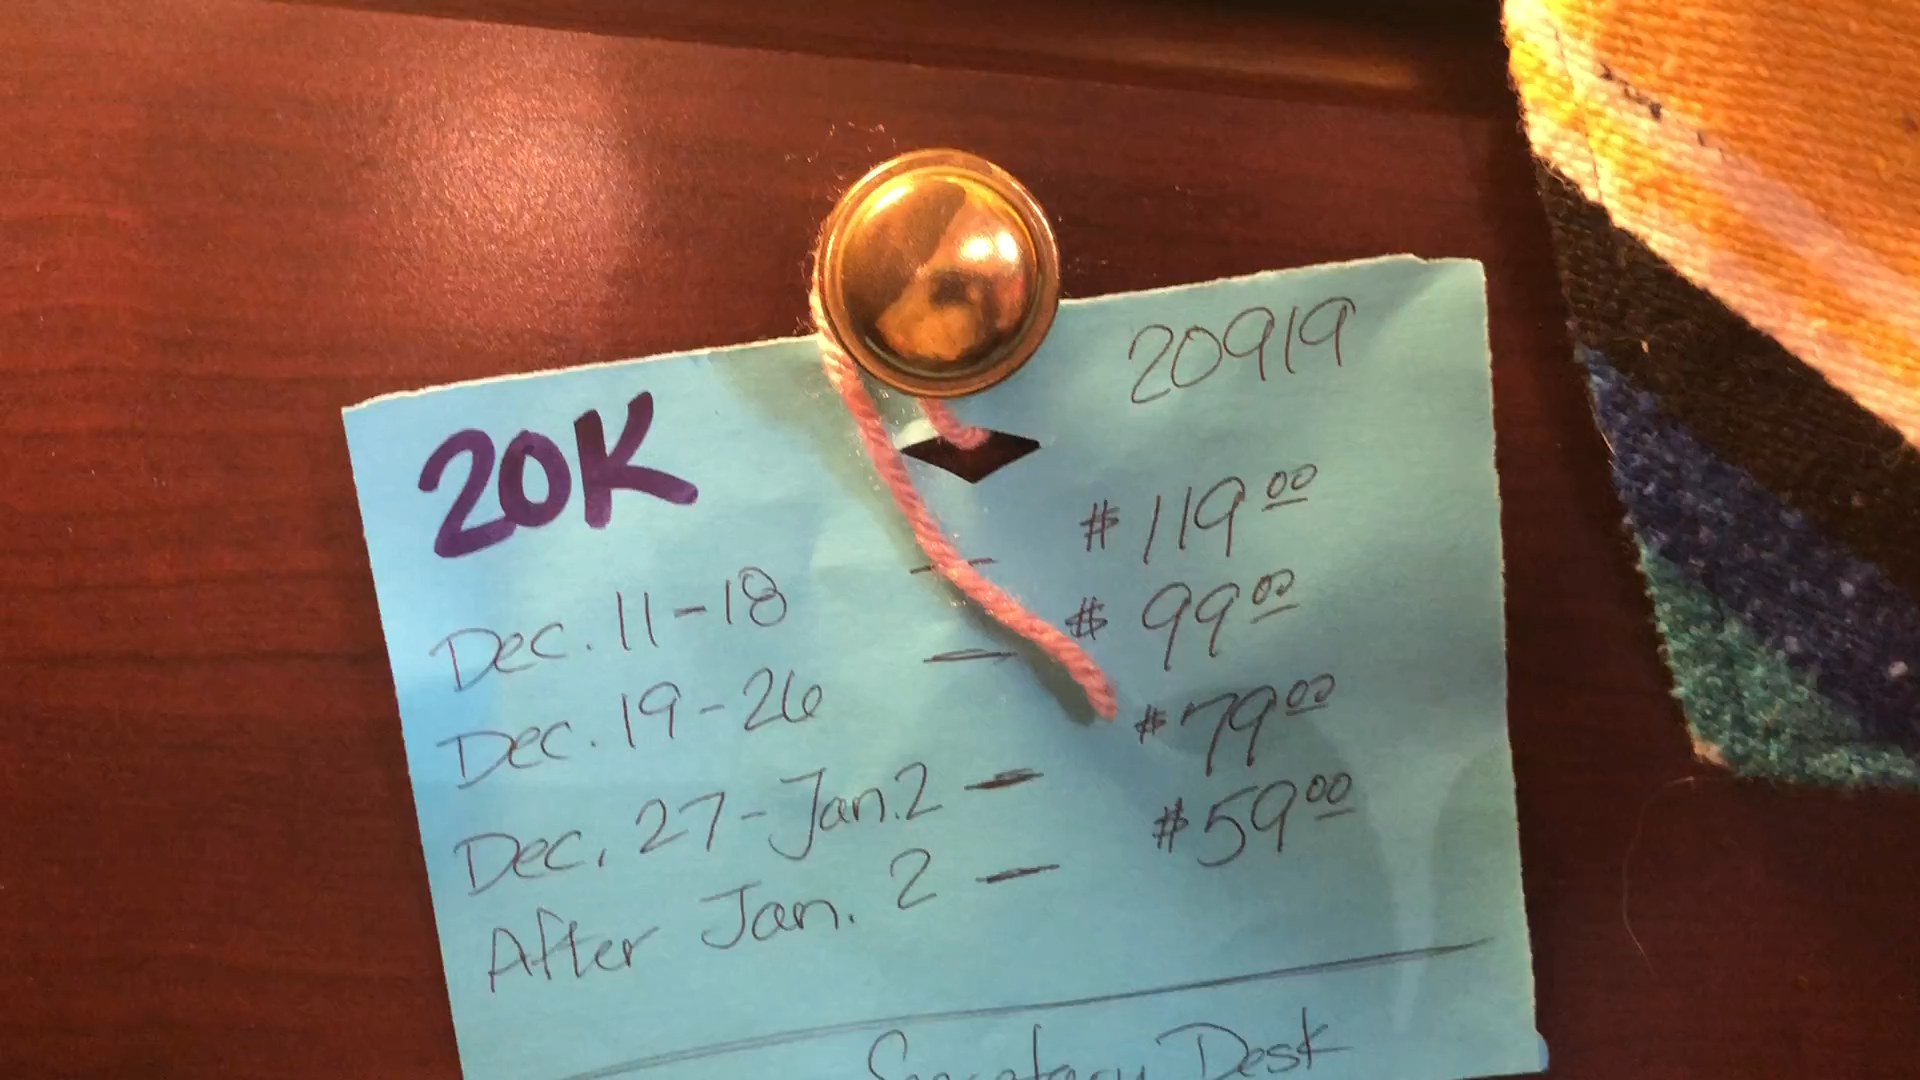 20919
20K
Dec. 11-18 — $119.00
Dec. 19-26 — $99.00
Dec. 27-Jan. 2 — $79.00
After Jan. 2 — $59.00
Secretary Desk